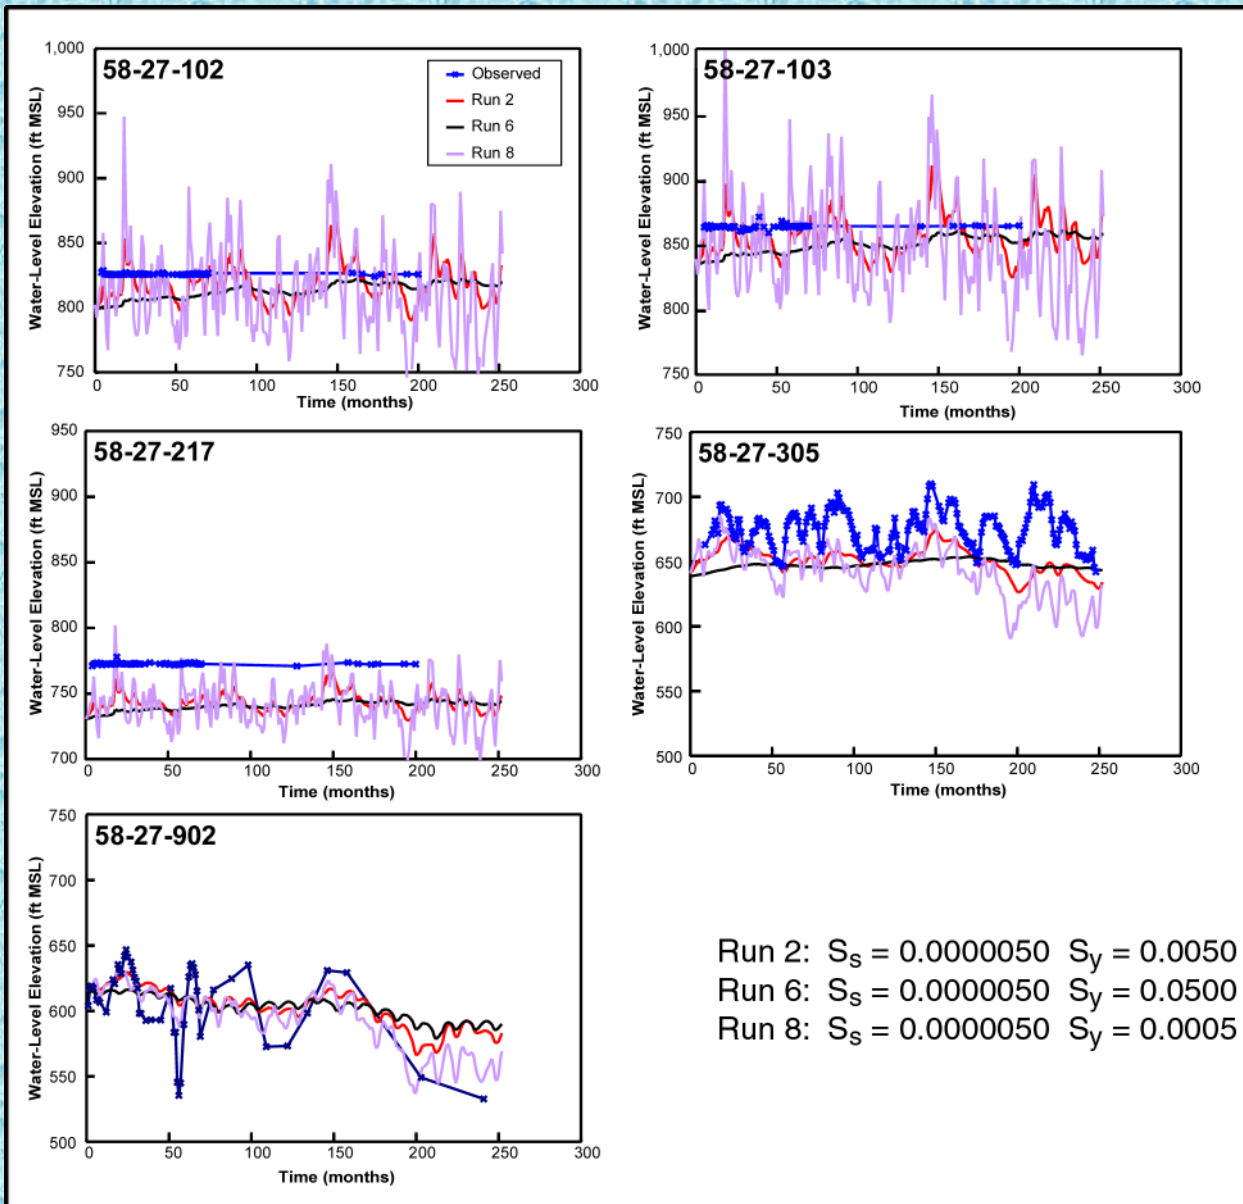 58-27-102
Observed
Run 2
Run 6
Run 8
Water-Level Elevation (ft MSL)
1,000
950
900
850
800
750
0 50 100 150 200 250 300
Time (months)
58-27-103
Water-Level Elevation (ft MSL)
1,000
950
900
850
800
750
0 50 100 150 200 250 300
Time (months)
58-27-217
Water-Level Elevation (ft MSL)
950
900
850
800
750
700
0 50 100 150 200 250 300
Time (months)
58-27-305
Water-Level Elevation (ft MSL)
750
700
650
600
500
0 50 100 150 200 250 300
Time (months)
58-27-902
Water-Level Elevation (ft MSL)
750
700
650
600
550
500
0 50 100 150 200 250 300
Time (months)
Run 2: Ss = 0.0000050 Sy = 0.0050
Run 6: Ss = 0.0000050 Sy = 0.0500
Run 8: Ss = 0.0000050 Sy = 0.0005